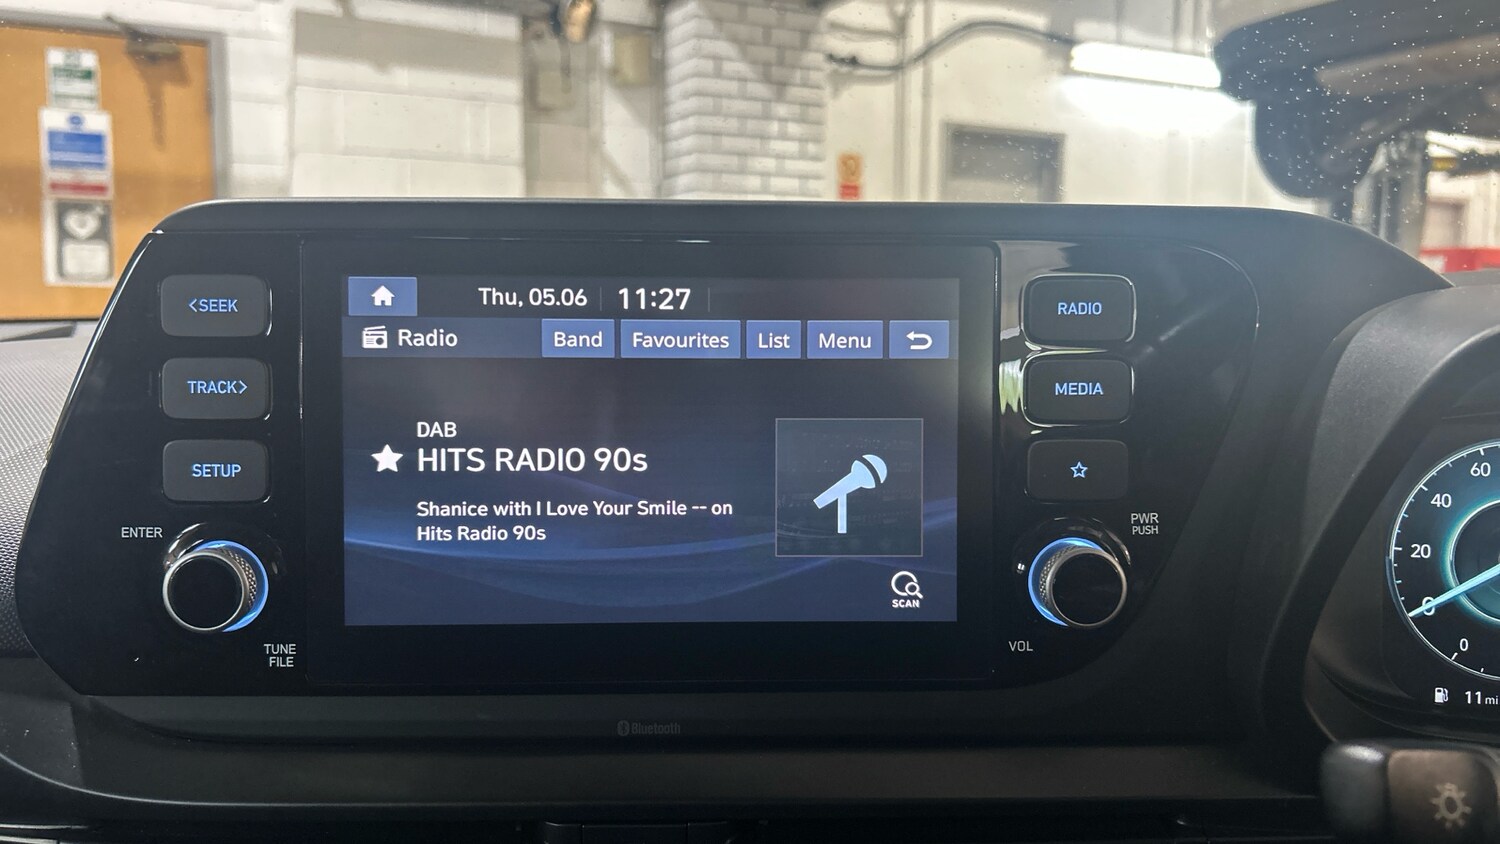 Thu, 05.06 11:27
Radio Band Favourites List Menu
DAB
HITS RADIO 90s
Shanice with I Love Your Smile -- on
Hits Radio 90s
SCAN
<SEEK
TRACK>
SETUP
ENTER
TUNE
FILE
RADIO
MEDIA
PWR
PUSH
VOL
Bluetooth
60
40
20
0
0
11 mi